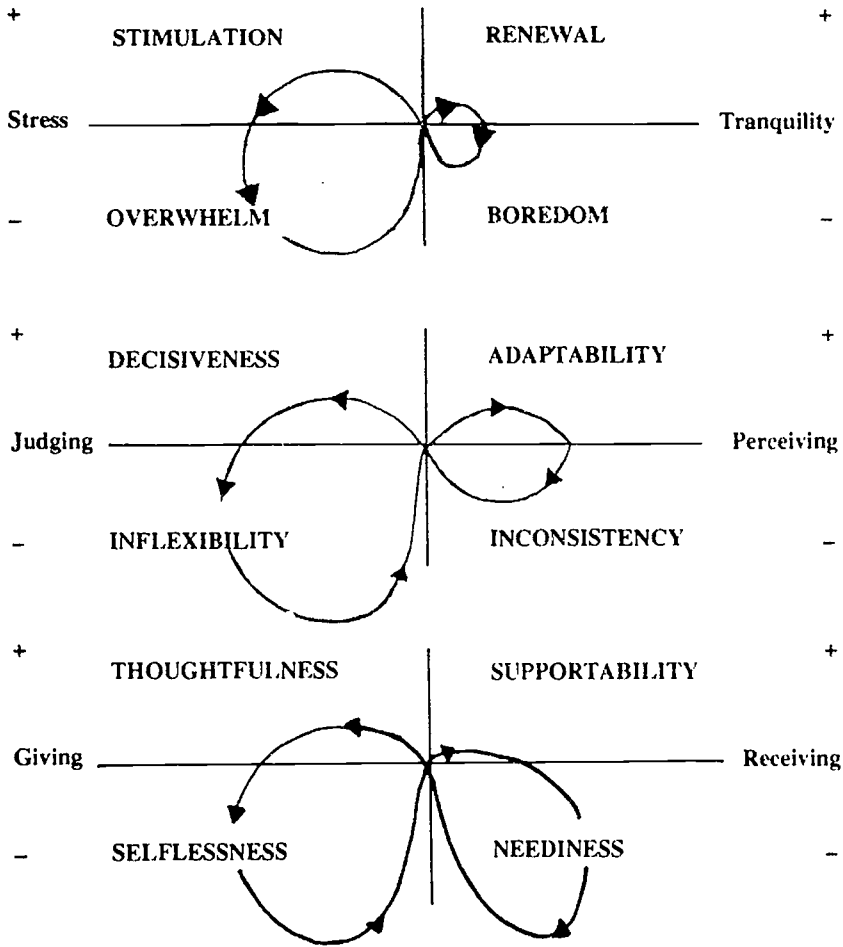 + +
STIMULATION RENEWAL
Stress Tranquility
OVERWHELM BOREDOM
– –
+ +
DECISIVENESS ADAPTABILITY
Judging Perceiving
INFLEXIBILITY INCONSISTENCY
– –
+ +
THOUGHTFULNESS SUPPORTABILITY
Giving Receiving
SELFLESSNESS NEEDINESS
– –